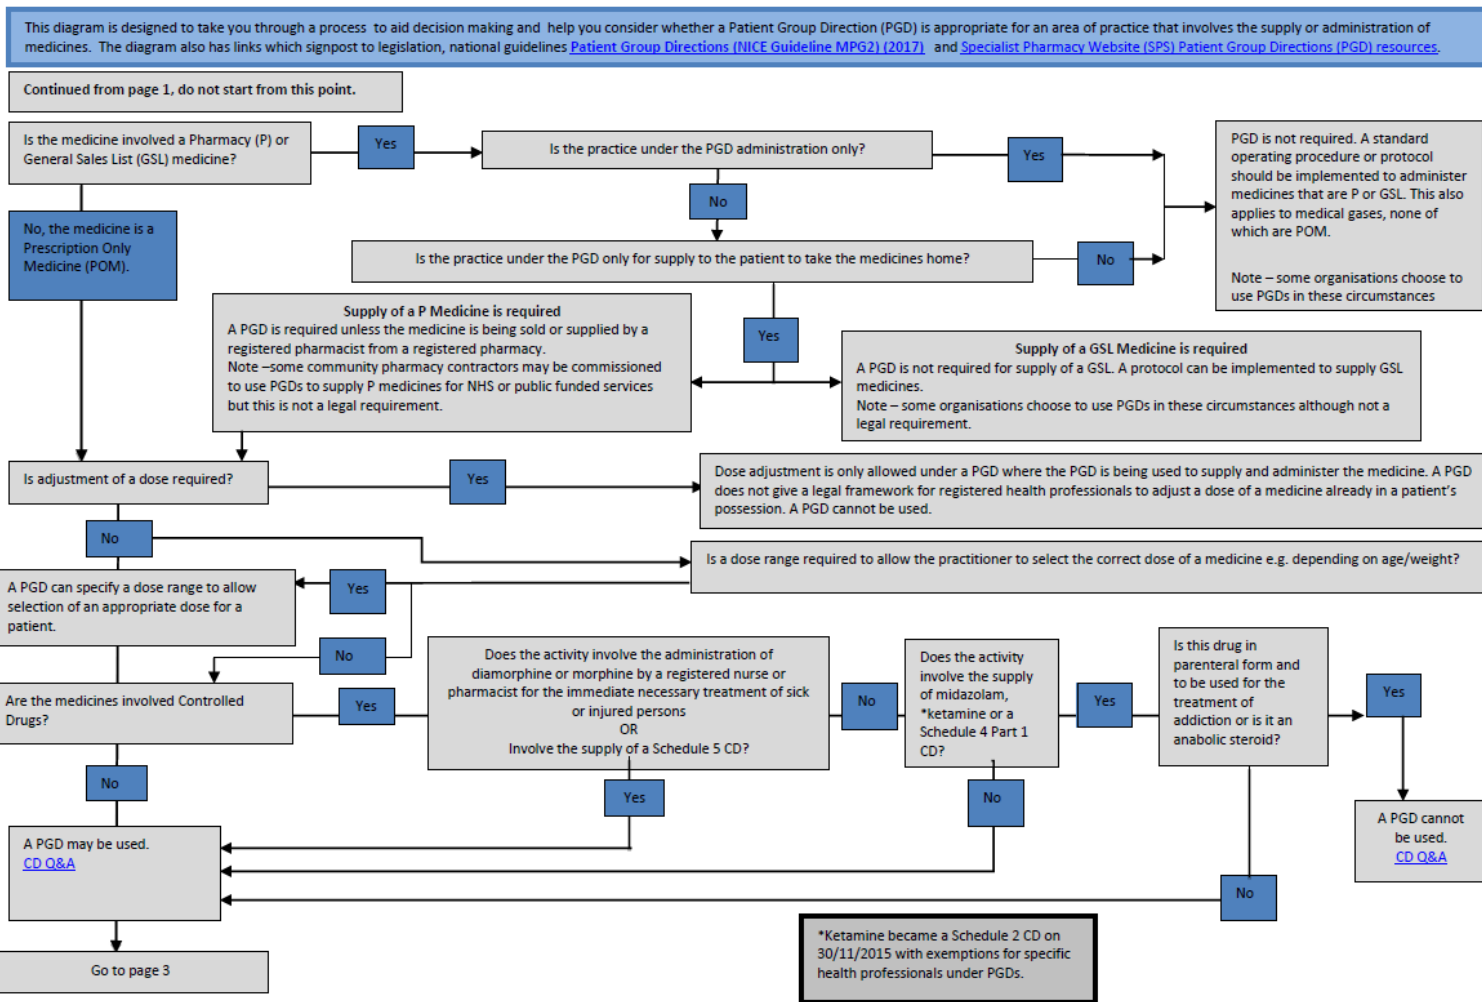 This diagram is designed to take you through a process to aid decision making and help you consider whether a Patient Group Direction (PGD) is appropriate for an area of practice that involves the supply or administration of
medicines. The diagram also has links which signpost to legislation, national guidelines Patient Group Directions (NICE Guideline MPG2) (2017) and Specialist Pharmacy Website (SPS) Patient Group Directions (PGD) resources.
Continued from page 1, do not start from this point.
Is the medicine involved a Pharmacy (P) or
General Sales List (GSL) medicine?
Yes
Is the practice under the PGD administration only?
Yes
PGD is not required. A standard
operating procedure or protocol
should be implemented to administer
medicines that are P or GSL. This also
applies to medical gases, none of
which are POM.
Note – some organisations choose to
use PGDs in these circumstances
No
No, the medicine is a
Prescription Only
Medicine (POM).
Is the practice under the PGD only for supply to the patient to take the medicines home?
No
Supply of a P Medicine is required
A PGD is required unless the medicine is being sold or supplied by a
registered pharmacist from a registered pharmacy.
Note –some community pharmacy contractors may be commissioned
to use PGDs to supply P medicines for NHS or public funded services
but this is not a legal requirement.
Yes
Supply of a GSL Medicine is required
A PGD is not required for supply of a GSL. A protocol can be implemented to supply GSL
medicines.
Note – some organisations choose to use PGDs in these circumstances although not a
legal requirement.
Is adjustment of a dose required?
Yes
Dose adjustment is only allowed under a PGD where the PGD is being used to supply and administer the medicine. A PGD
does not give a legal framework for registered health professionals to adjust a dose of a medicine already in a patient's
possession. A PGD cannot be used.
No
Is a dose range required to allow the practitioner to select the correct dose of a medicine e.g. depending on age/weight?
A PGD can specify a dose range to allow
selection of an appropriate dose for a
patient.
Yes
No
Are the medicines involved Controlled
Drugs?
Yes
Does the activity involve the administration of
diamorphine or morphine by a registered nurse or
pharmacist for the immediate necessary treatment of sick
or injured persons
OR
Involve the supply of a Schedule 5 CD?
No
Does the activity
involve the supply
of midazolam,
*ketamine or a
Schedule 4 Part 1
CD?
Yes
Is this drug in
parenteral form and
to be used for the
treatment of
addiction or is it an
anabolic steroid?
Yes
No
Yes
No
A PGD may be used.
CD Q&A
A PGD cannot
be used.
CD Q&A
No
*Ketamine became a Schedule 2 CD on
30/11/2015 with exemptions for specific
health professionals under PGDs.
Go to page 3